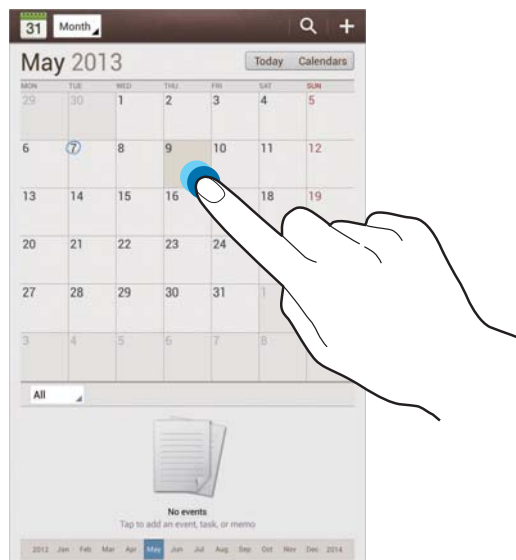 31 Month
May 2013 Today Calendars
MON TUE WED THU FRI SAT SUN
29 30 1 2 3 4 5
6 7 8 9 10 11 12
13 14 15 16 18 19
20 21 22 23 24
27 28 29 30 31 1
3 4 5 6 7 8
All
No events
Tap to add an event, task, or memo
2012 Jan Feb Mar Apr May Jun Jul Aug Sep Oct Nov Dec 2014